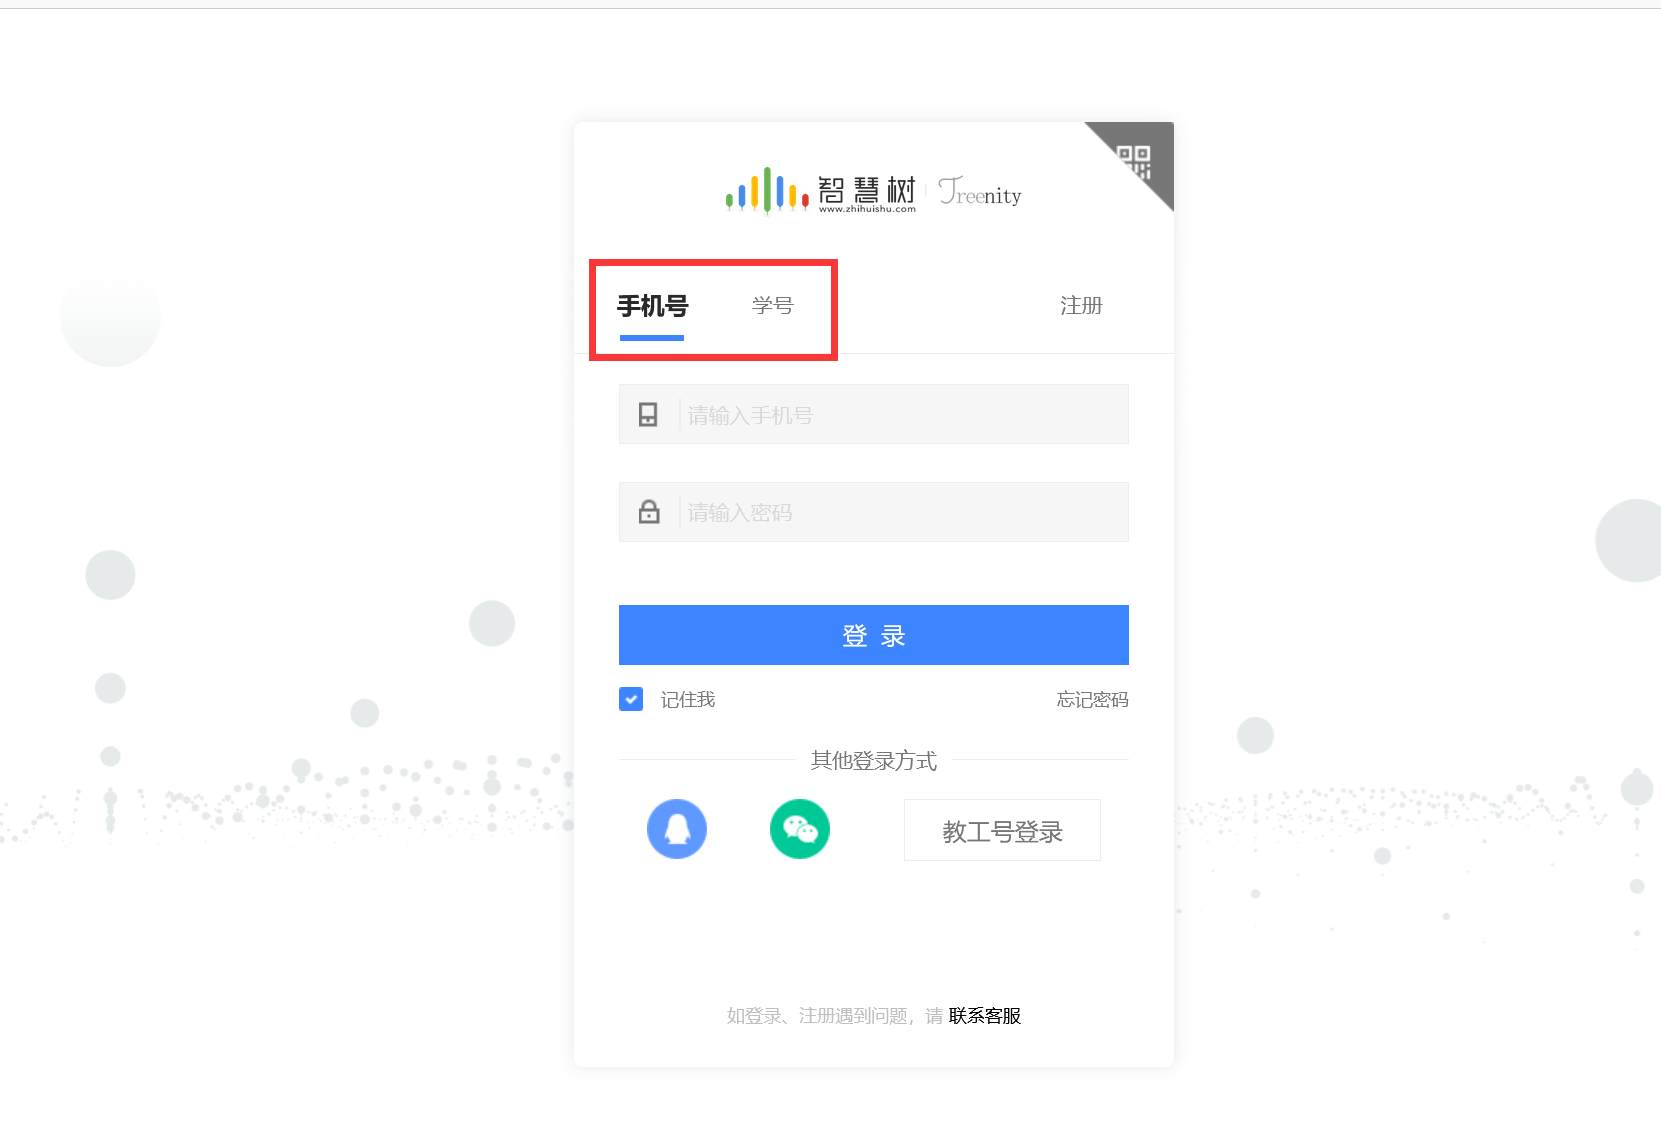 智慧树
www.zhihuishu.com
Treenity
手机号 学号 注册
请输入手机号
请输入密码
登 录
记住我 忘记密码
其他登录方式
教工号登录
如登录、注册遇到问题，请 联系客服